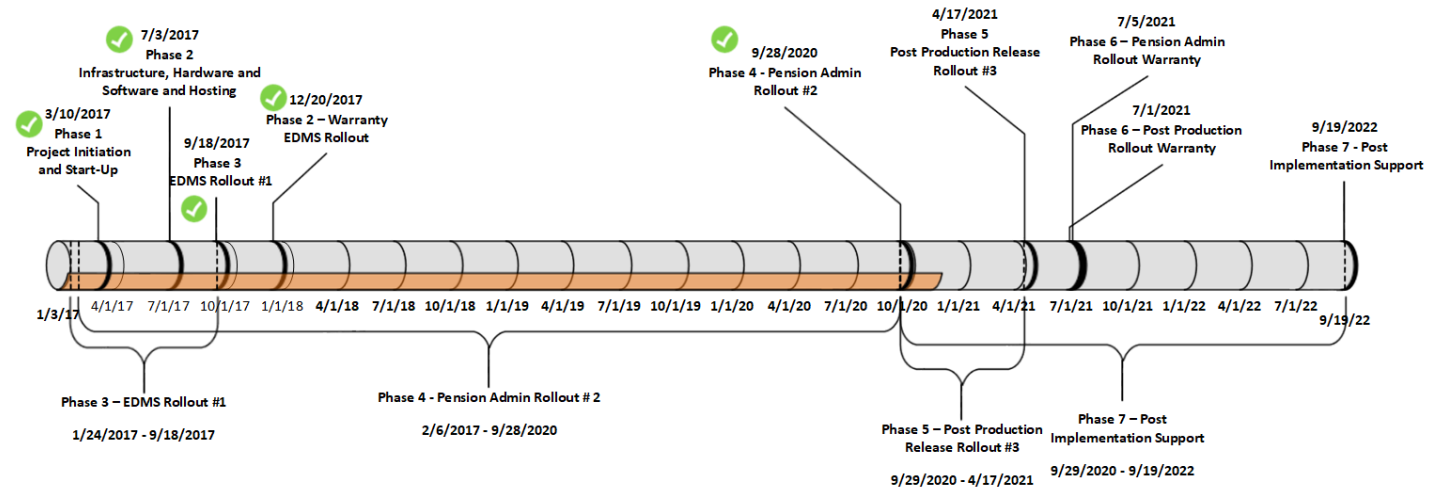 3/10/2017
Phase 1
Project Initiation
and Start-Up
7/3/2017
Phase 2
Infrastructure, Hardware and
Software and Hosting
9/18/2017
Phase 3
EDMS Rollout #1
12/20/2017
Phase 2 – Warranty
EDMS Rollout
9/28/2020
Phase 4 - Pension Admin
Rollout #2
4/17/2021
Phase 5
Post Production Release
Rollout #3
7/5/2021
Phase 6 – Pension Admin
Rollout Warranty
7/1/2021
Phase 6 – Post Production
Rollout Warranty
9/19/2022
Phase 7 - Post
Implementation Support
1/3/17 4/1/17 7/1/17 10/1/17 1/1/18 4/1/18 7/1/18 10/1/18 1/1/19 4/1/19 7/1/19 10/1/19 1/1/20 4/1/20 7/1/20 10/1/20 1/1/21 4/1/21 7/1/21 10/1/21 1/1/22 4/1/22 7/1/22 9/19/22
Phase 3 – EDMS Rollout #1
1/24/2017 - 9/18/2017
Phase 4 - Pension Admin Rollout # 2
2/6/2017 - 9/28/2020
Phase 5 – Post Production
Release Rollout #3
9/29/2020 - 4/17/2021
Phase 7 – Post
Implementation Support
9/29/2020 - 9/19/2022